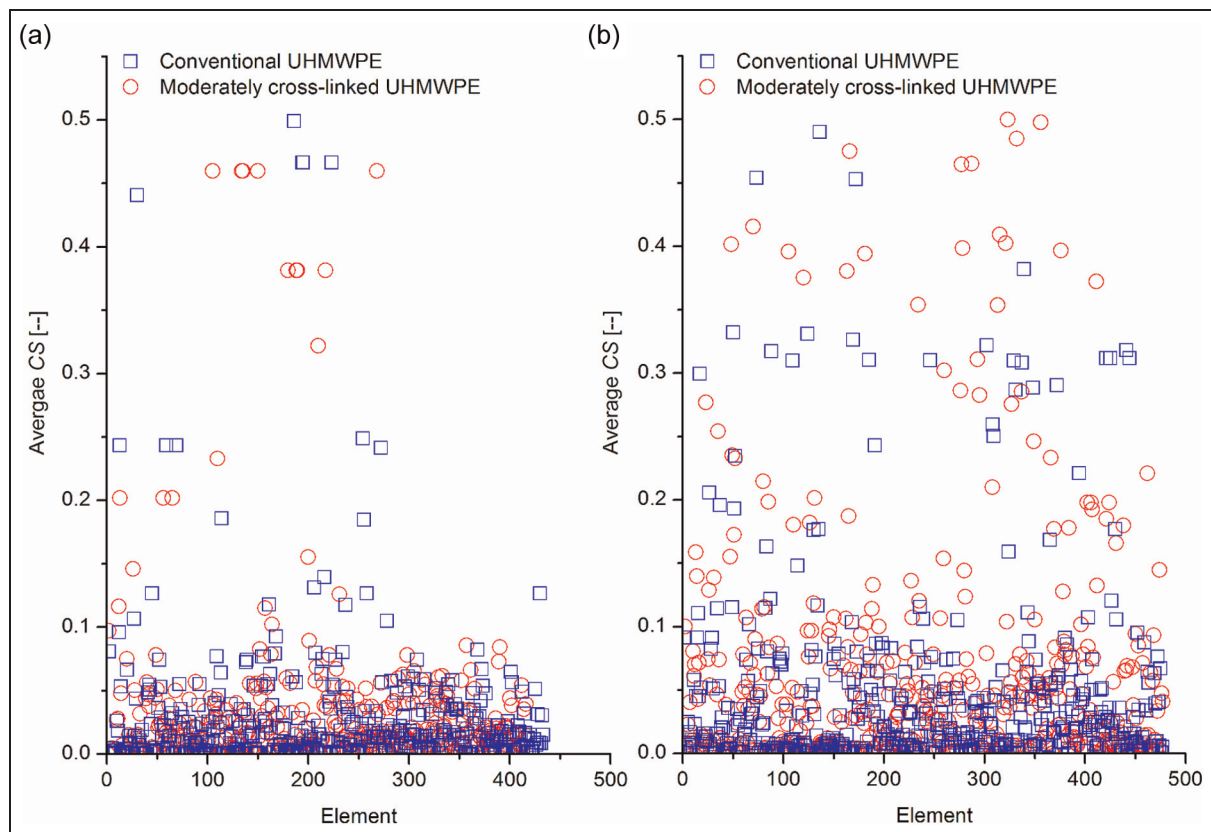 (a)
Conventional UHMWPE
Moderately cross-linked UHMWPE
0.5
0.4
0.3
0.2
0.1
0.0
Avergae CS [--]
0 100 200 300 400 500
Element
(b)
Conventional UHMWPE
Moderately cross-linked UHMWPE
0.5
0.4
0.3
0.2
0.1
0.0
Average CS [--]
0 100 200 300 400 500
Element